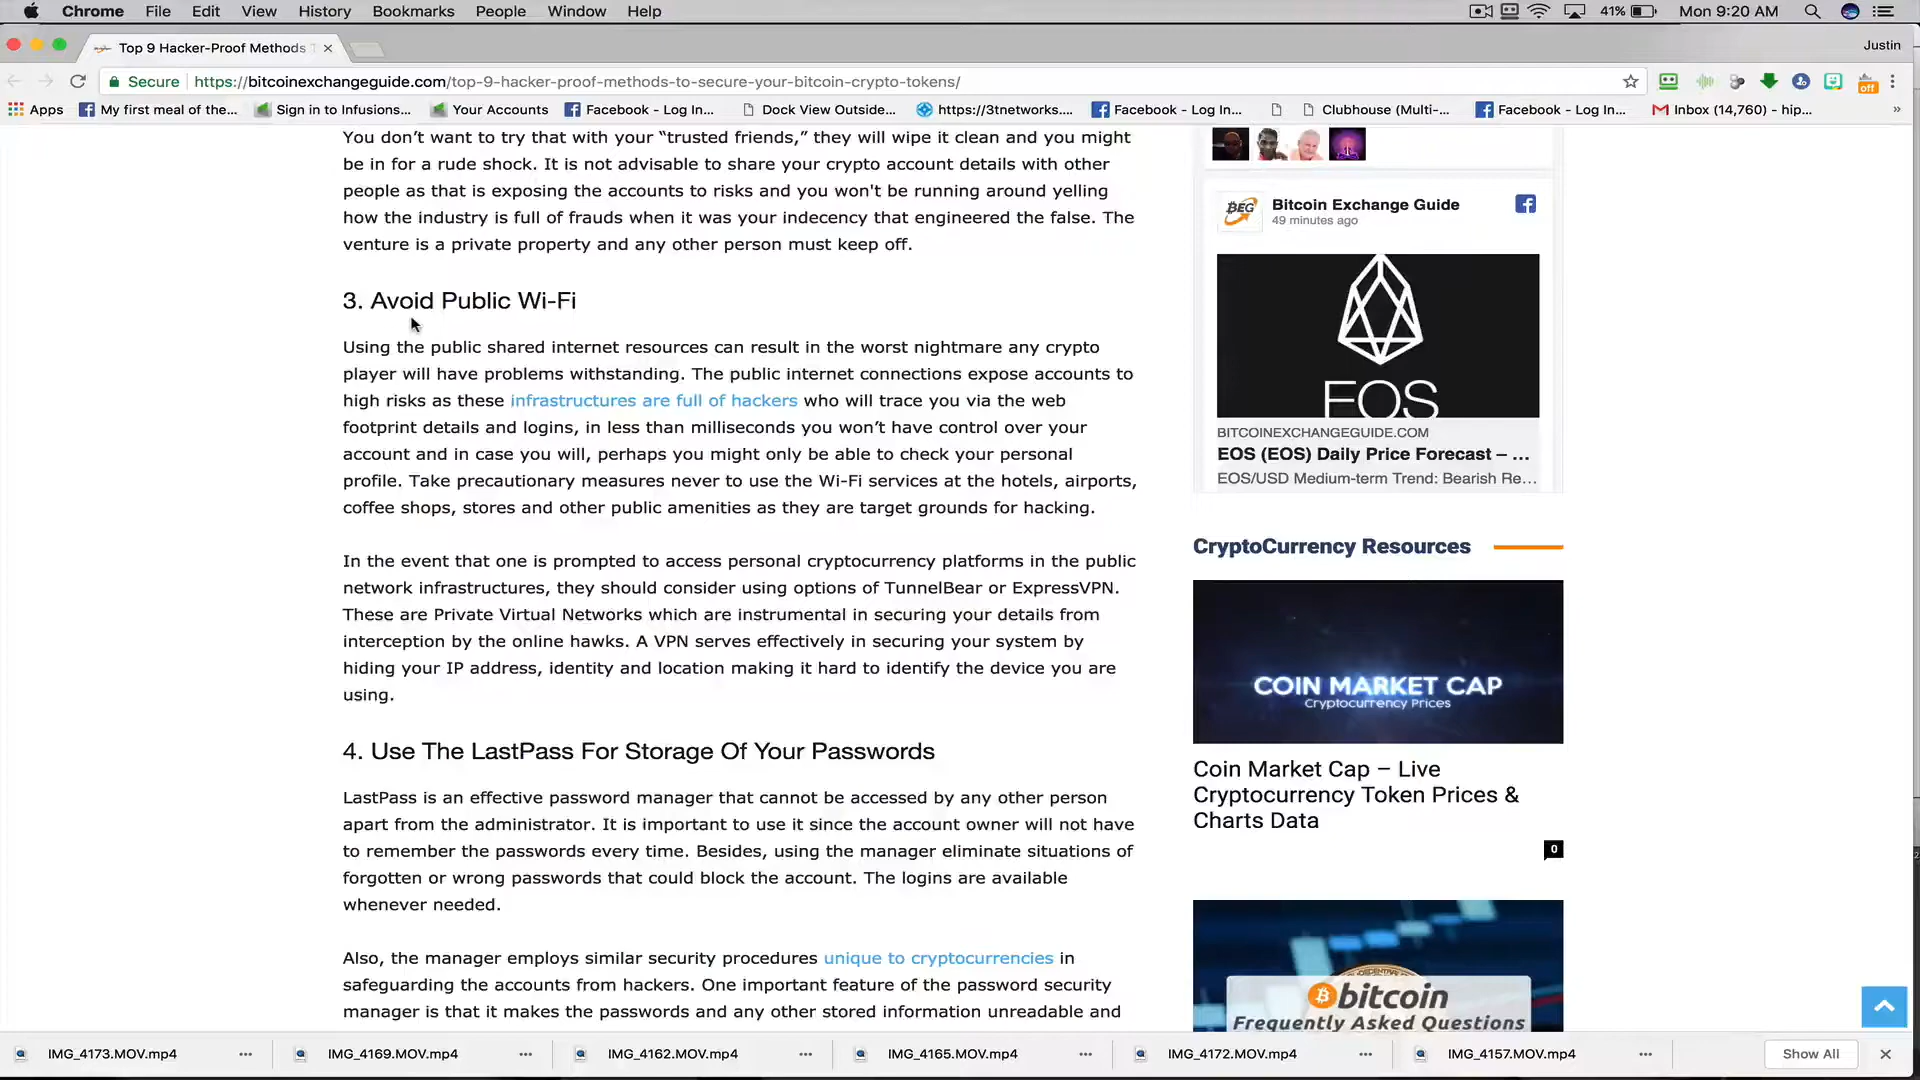 Chrome File Edit View History Bookmarks People Window Help 41% Mon 9:20 AM
Top 9 Hacker-Proof Methods Justin
Secure https://bitcoinexchangeguide.com/top-9-hacker-proof-methods-to-secure-your-bitcoin-crypto-tokens/ off
Apps My first meal of the... Sign in to Infusions... Your Accounts Facebook - Log In... Dock View Outside... https://3tnetworks.... Facebook - Log In... Clubhouse (Multi-... Facebook - Log In... Inbox (14,760) - hip... »
You don’t want to try that with your “trusted friends,” they will wipe it clean and you might
be in for a rude shock. It is not advisable to share your crypto account details with other
people as that is exposing the accounts to risks and you won't be running around yelling
how the industry is full of frauds when it was your indecency that engineered the false. The
venture is a private property and any other person must keep off.
3. Avoid Public Wi-Fi
Using the public shared internet resources can result in the worst nightmare any crypto
player will have problems withstanding. The public internet connections expose accounts to
high risks as these infrastructures are full of hackers who will trace you via the web
footprint details and logins, in less than milliseconds you won’t have control over your
account and in case you will, perhaps you might only be able to check your personal
profile. Take precautionary measures never to use the Wi-Fi services at the hotels, airports,
coffee shops, stores and other public amenities as they are target grounds for hacking.
In the event that one is prompted to access personal cryptocurrency platforms in the public
network infrastructures, they should consider using options of TunnelBear or ExpressVPN.
These are Private Virtual Networks which are instrumental in securing your details from
interception by the online hawks. A VPN serves effectively in securing your system by
hiding your IP address, identity and location making it hard to identify the device you are
using.
4. Use The LastPass For Storage Of Your Passwords
LastPass is an effective password manager that cannot be accessed by any other person
apart from the administrator. It is important to use it since the account owner will not have
to remember the passwords every time. Besides, using the manager eliminate situations of
forgotten or wrong passwords that could block the account. The logins are available
whenever needed.
Also, the manager employs similar security procedures unique to cryptocurrencies in
safeguarding the accounts from hackers. One important feature of the password security
manager is that it makes the passwords and any other stored information unreadable and
BEG
Bitcoin Exchange Guide
49 minutes ago
EOS
BITCOINEXCHANGEGUIDE.COM
EOS (EOS) Daily Price Forecast – ...
EOS/USD Medium-term Trend: Bearish Re...
CryptoCurrency Resources
COIN MARKET CAP
Cryptocurrency Prices
Coin Market Cap – Live
Cryptocurrency Token Prices &
Charts Data
0
bitcoin
Frequently Asked Questions
IMG_4173.MOV.mp4 IMG_4169.MOV.mp4 IMG_4162.MOV.mp4 IMG_4165.MOV.mp4 IMG_4172.MOV.mp4 IMG_4157.MOV.mp4 Show All